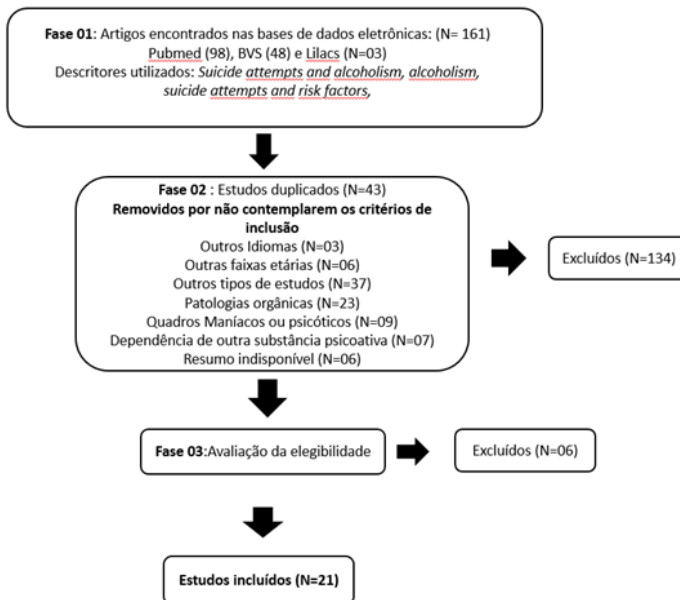 Fase 01: Artigos encontrados nas bases de dados eletrônicas: (N= 161)
Pubmed (98), BVS (48) e Lilacs (N=03)
Descritores utilizados: Suicide attempts and alcoholism, alcoholism,
suicide attempts and risk factors,
Fase 02 : Estudos duplicados (N=43)
Removidos por não contemplarem os critérios de
inclusão
Outros Idiomas (N=03)
Outras faixas etárias (N=06)
Outros tipos de estudos (N=37)
Patologias orgânicas (N=23)
Quadros Maníacos ou psicóticos (N=09)
Dependência de outra substância psicoativa (N=07)
Resumo indisponível (N=06)
Excluídos (N=134)
Fase 03:Avaliação da elegibilidade
Excluídos (N=06)
Estudos incluídos (N=21)